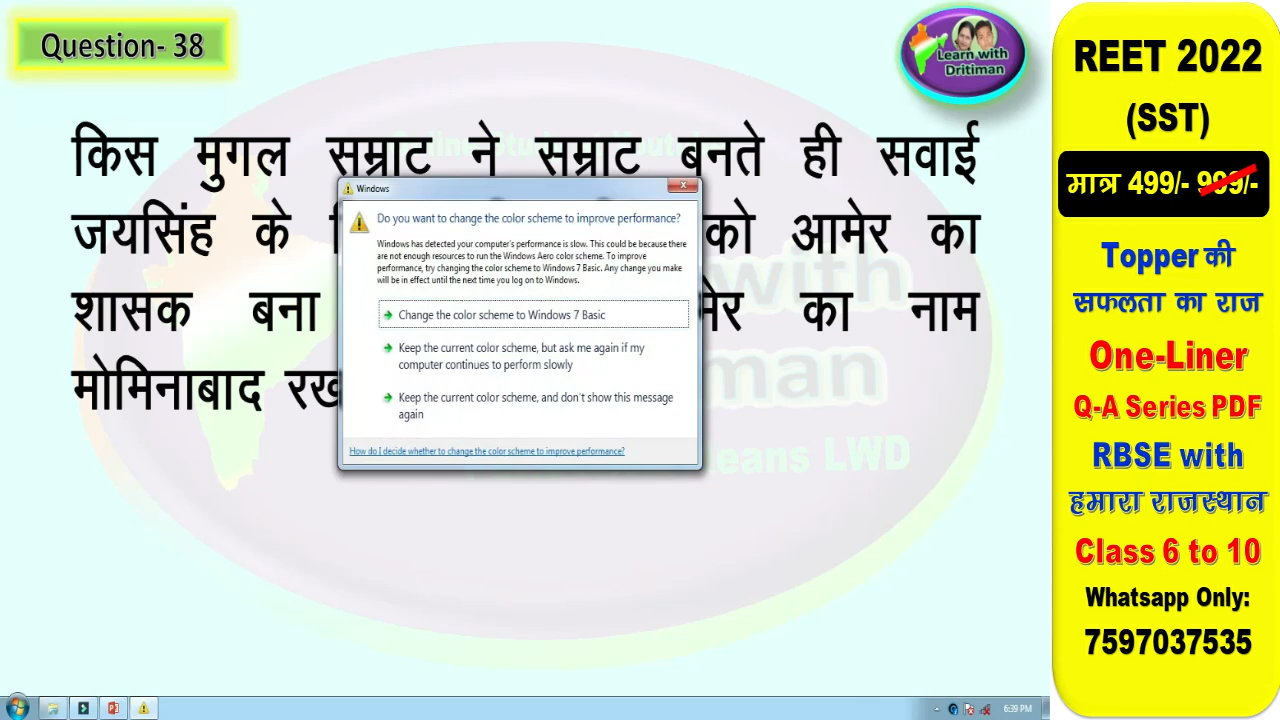 Question- 38
Learn with
Dritiman
किस मुगल सम्राट ने सम्राट बनते ही सवाई
जयसिंह के को आमेर का
शासक बना का नाम
मोमिनाबाद
Windows
Do you want to change the color scheme to improve performance?
Windows has detected your computer's performance is slow. This could be because there
are not enough resources to run the Windows Aero color scheme. To improve
performance, try changing the color scheme to Windows 7 Basic. Any change you make
will be in effect until the next time you log on to Windows.
Change the color scheme to Windows 7 Basic
Keep the current color scheme, but ask me again if my
computer continues to perform slowly
Keep the current color scheme, and don't show this message
again
How do I decide whether to change the color scheme to improve performance?
with
man
eans LWD
6:39 PM
REET 2022
(SST)
मात्र 499/- 999/-
Topper की
सफलता का राज
One-Liner
Q-A Series PDF
RBSE with
हमारा राजस्थान
Class 6 to 10
Whatsapp Only:
7597037535